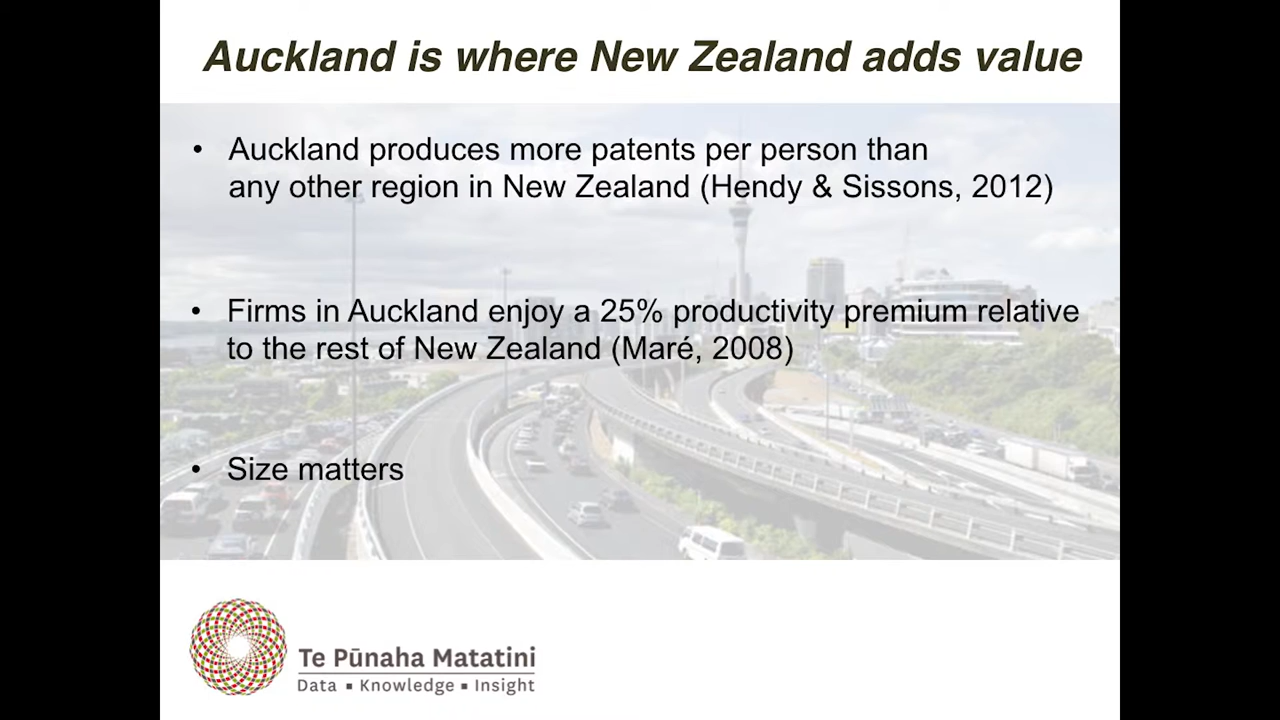 Auckland is where New Zealand adds value
• Auckland produces more patents per person than
any other region in New Zealand (Hendy & Sissons, 2012)
• Firms in Auckland enjoy a 25% productivity premium relative
to the rest of New Zealand (Maré, 2008)
• Size matters
Te Pūnaha Matatini
Data ▪ Knowledge ▪ Insight